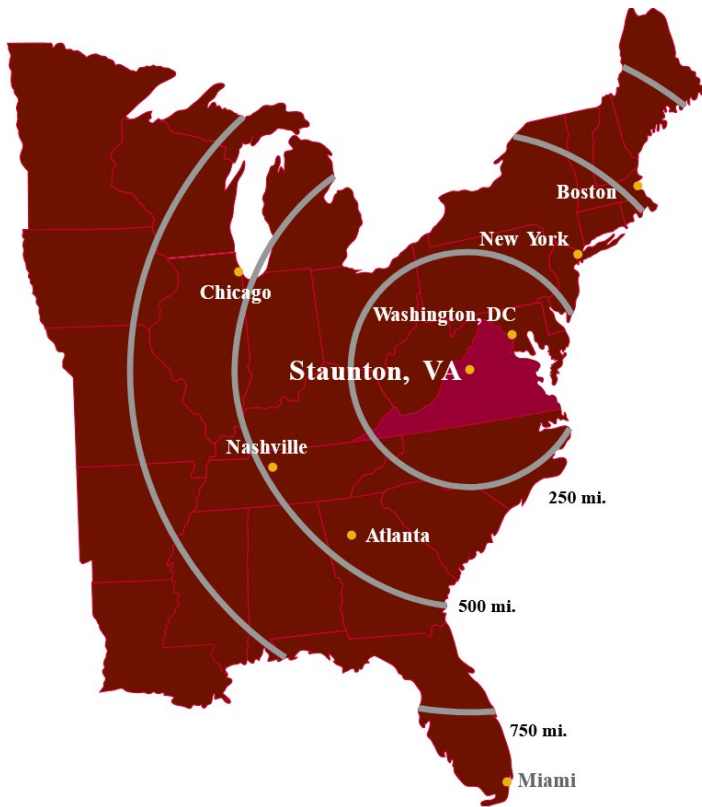 Boston
New York
Chicago
Washington, DC
Staunton, VA
Nashville
250 mi.
Atlanta
500 mi.
750 mi.
Miami